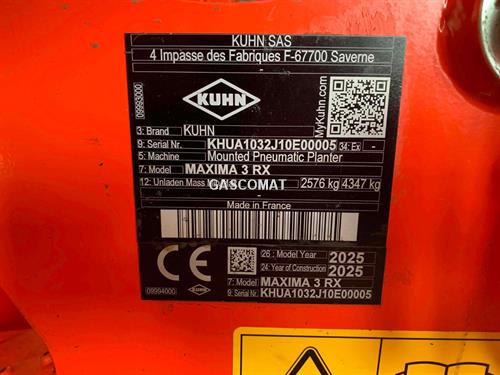 KUHN SAS
4 Impasse des Fabriques F-67700 Saverne
09993000
KUHN
MyKuhn.com
3: Brand KUHN
9: Serial Nr. KHUA1032J10E00005 34: Ex -
5: Machine Mounted Pneumatic Planter
7: Model MAXIMA 3 RX
12: Unladen Mass 2576 kg 4347 kg
GASCOMAT
Made in France
CE
26: Model Year 2025
24: Year of Construction 2025
09994000
KUHN
7: Model MAXIMA 3 RX
9: Serial Nr. KHUA1032J10E00005